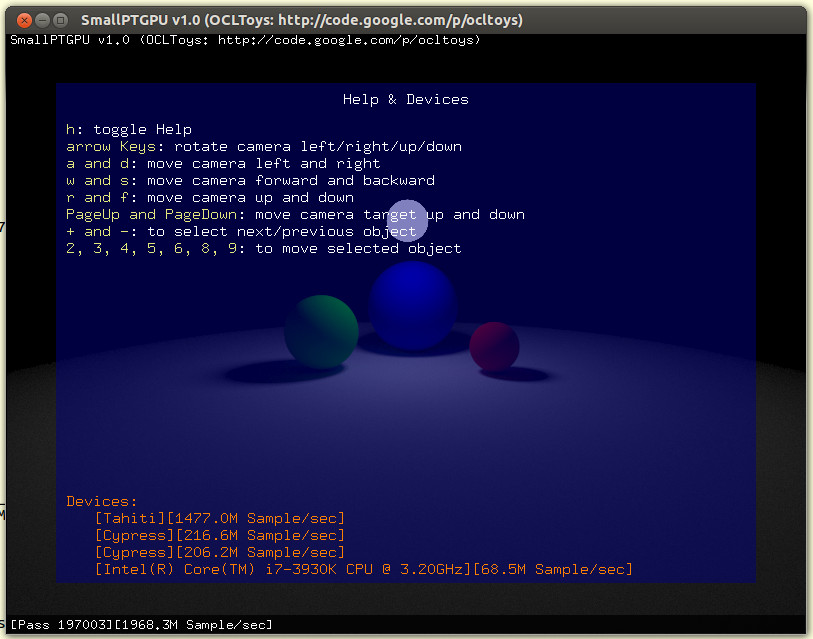 SmallPTGPU v1.0 (OCLToys: http://code.google.com/p/ocltoys)
SmallPTGPU v1.0 (OCLToys: http://code.google.com/p/ocltoys)
Help & Devices
h: toggle Help
arrow Keys: rotate camera left/right/up/down
a and d: move camera left and right
w and s: move camera forward and backward
r and f: move camera up and down
PageUp and PageDown: move camera target up and down
+ and -: to select next/previous object
2, 3, 4, 5, 6, 8, 9: to move selected object
Devices:
[Tahiti][1477.0M Sample/sec]
[Cypress][216.6M Sample/sec]
[Cypress][206.2M Sample/sec]
[Intel(R) Core(TM) i7-3930K CPU @ 3.20GHz][68.5M Sample/sec]
[Pass 197003][1968.3M Sample/sec]